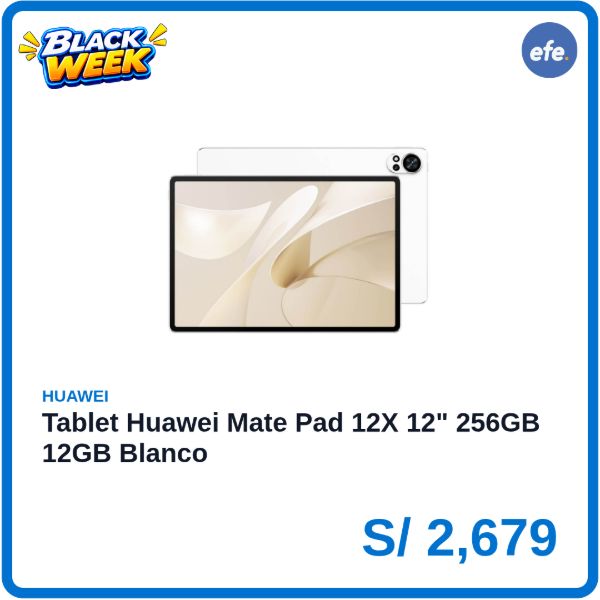 BLACK
WEEK
efe.
HUAWEI
Tablet Huawei Mate Pad 12X 12" 256GB
12GB Blanco
S/ 2,679